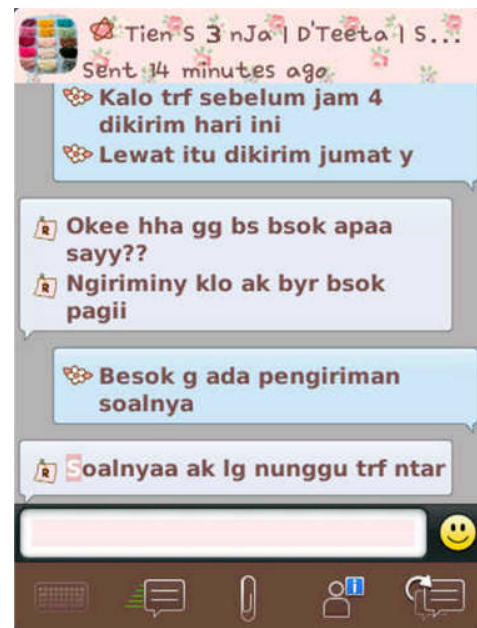 Tien S 3 nJa | D'Teeta | S...
Sent 14 minutes ago
Kalo trf sebelum jam 4
dikirim hari ini
Lewat itu dikirim jumat y
Okee hha gg bs bsok apaa
sayy??
Ngiriminy klo ak byr bsok
pagii
Besok g ada pengiriman
soalnya
Soalnyaa ak lg nunggu trf ntar